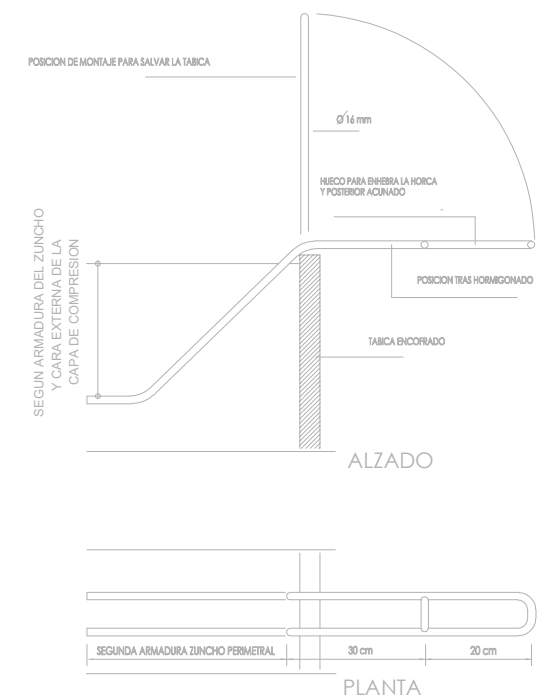 POSICION DE MONTAJE PARA SALVAR LA TABICA
Ø 16 mm
HUECO PARA ENHEBRA LA HORCA
Y POSTERIOR ACUNADO
SEGUN ARMADURA DEL ZUNCHO
Y CARA EXTERNA DE LA
CAPA DE COMPRESION
POSICION TRAS HORMIGONADO
TABICA ENCOFRADO
ALZADO
SEGUNDA ARMADURA ZUNCHO PERIMETRAL
30 cm
20 cm
PLANTA